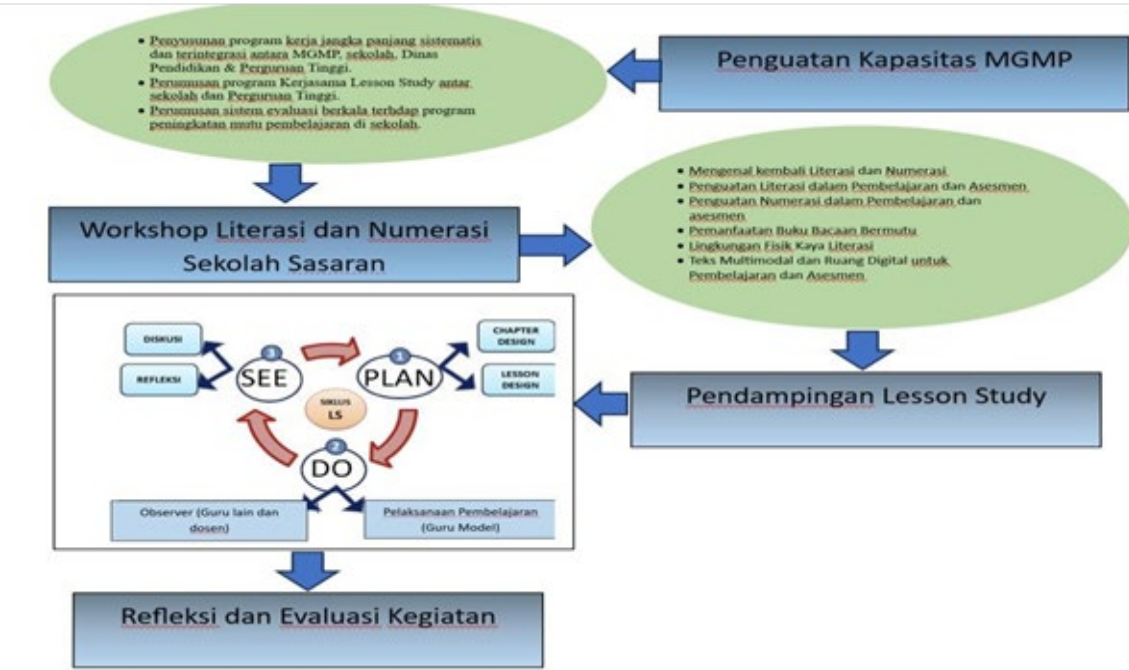 Penguatan Kapasitas MGMP
• Penyusunan program kerja jangka panjang sistematis
dan terintegrasi antara MGMP, sekolah, Dinas
Pendidikan & Perguruan Tinggi.
• Perumusan program Kerjasama Lesson Study antar
sekolah dan Perguruan Tinggi.
• Perumusan sistem evaluasi berkala terhdap program
peningkatan mutu pembelajaran di sekolah.
Workshop Literasi dan Numerasi
Sekolah Sasaran
• Mengenal kembali Literasi dan Numerasi
• Penguatan Literasi dalam Pembelajaran dan Asesmen
• Penguatan Numerasi dalam Pembelajaran dan
asesmen
• Pemanfaatan Buku Bacaan Bermutu
• Lingkungan Fisik Kaya Literasi
• Teks Multimodal dan Ruang Digital untuk
Pembelajaran dan Asesmen
Pendampingan Lesson Study
1
PLAN
CHAPTER
DESIGN
LESSON
DESIGN
2
DO
Observer (Guru lain dan
dosen)
Pelaksanaan Pembelajaran
(Guru Model)
3
SEE
DISKUSI
REFLEKSI
SIKLUS
LS
Refleksi dan Evaluasi Kegiatan